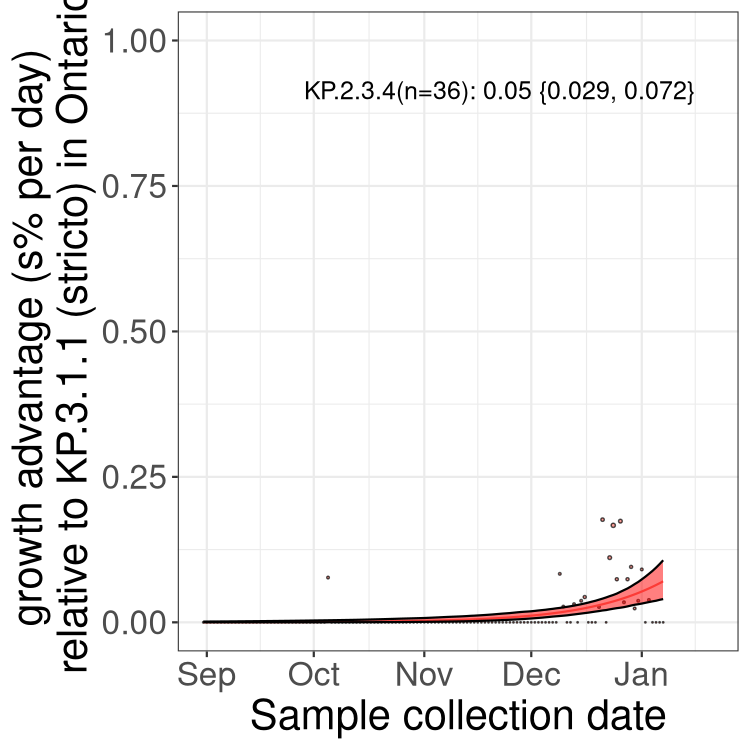 growth advantage (s% per day)
relative to KP.3.1.1 (stricto) in Ontario
1.00
0.75
0.50
0.25
0.00
KP.2.3.4(n=36): 0.05 {0.029, 0.072}
Sep Oct Nov Dec Jan
Sample collection date